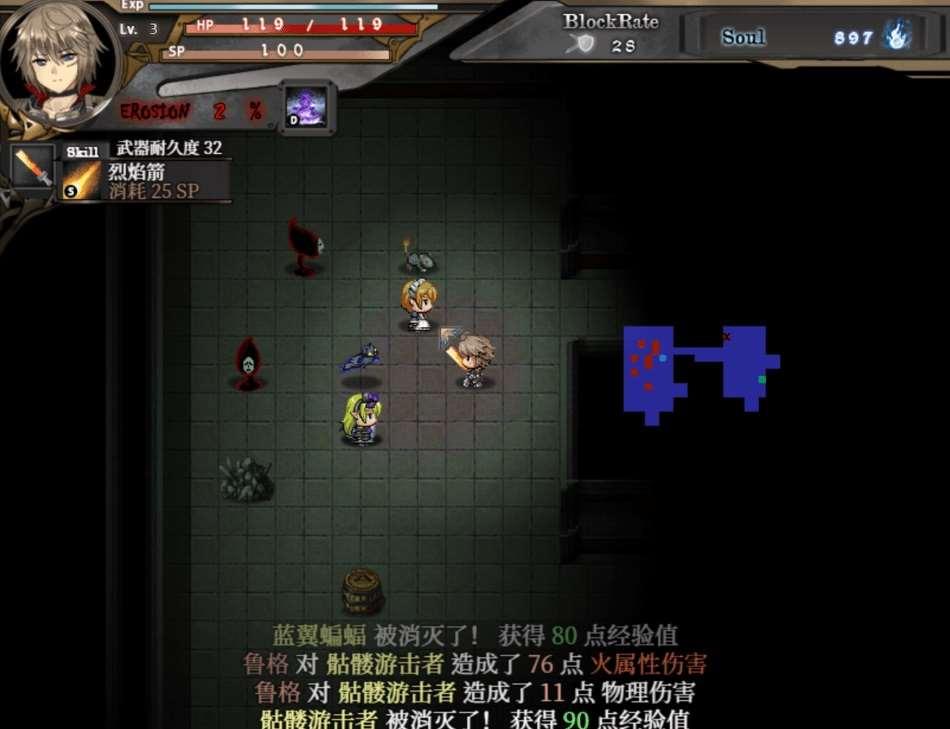 Exp
Lv. 3
HP 119 / 119
SP 100
BlockRate
28
Soul 897
EROSION 2 %
D
Skill 武器耐久度 32
烈焰箭
S 消耗 25 SP
蓝翼蝙蝠 被消灭了! 获得 80 点经验值
鲁格 对 骷髅游击者 造成了 76 点 火属性伤害
鲁格 对 骷髅游击者 造成了 11 点 物理伤害
骷髅游击者 被消灭了! 获得 90 点经验值